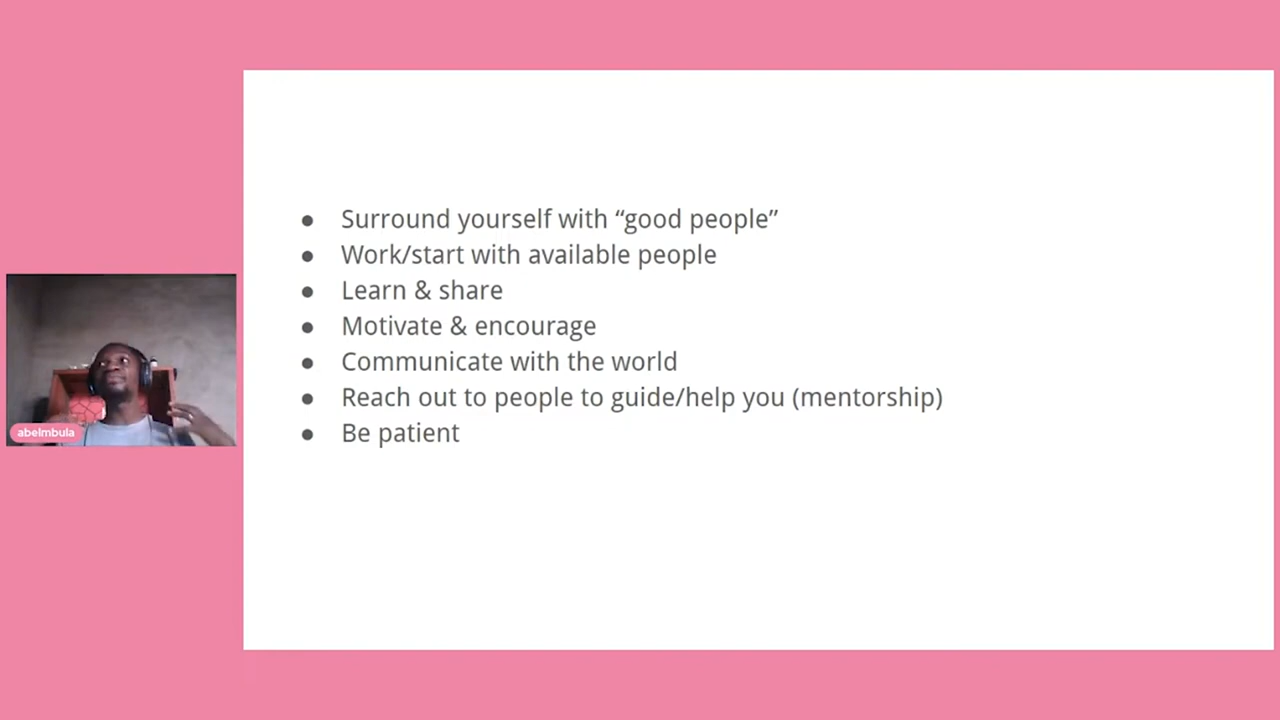 ● Surround yourself with “good people”
● Work/start with available people
● Learn & share
● Motivate & encourage
● Communicate with the world
● Reach out to people to guide/help you (mentorship)
● Be patient
abelmbula